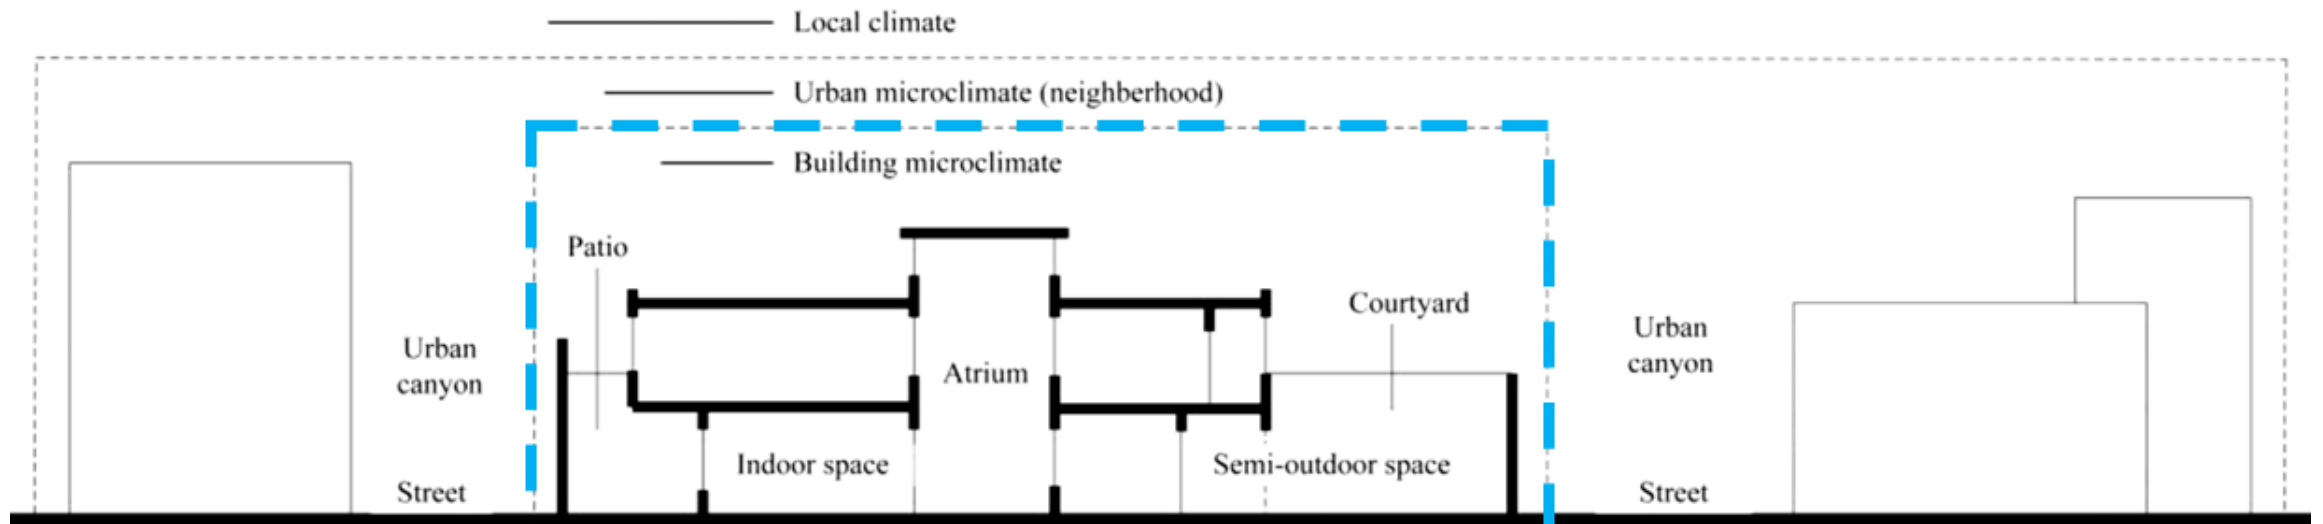 Local climate
Urban microclimate (neighberhood)
Building microclimate
Patio
Courtyard
Urban
canyon
Atrium
Urban
canyon
Indoor space
Semi-outdoor space
Street
Street